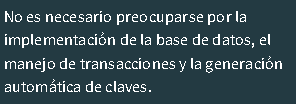 No es necesario preocuparse por la
implementación de la base de datos, el
manejo de transacciones y la generación
automática de claves.